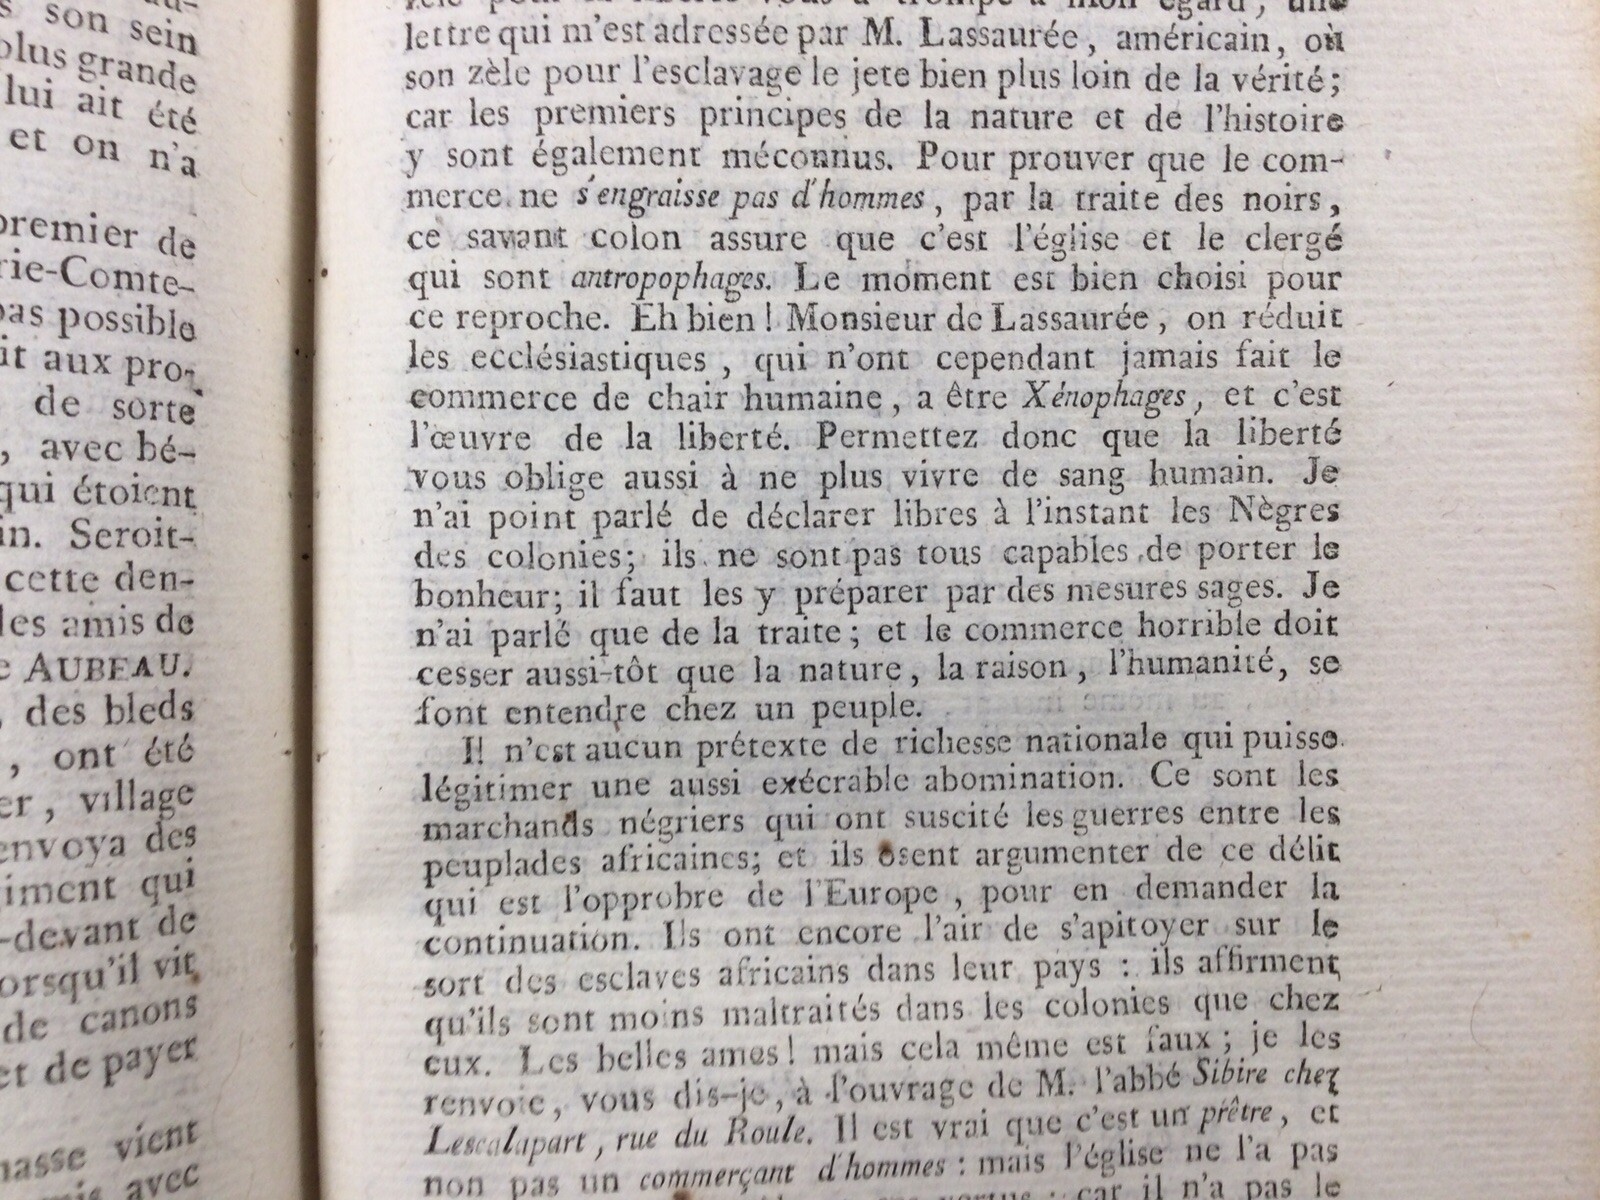 son sein
plus grande
lui ait été
et on n'a
premier de
rie-Comte-
pas possible
it aux pro-
de sorte
, avec bé-
qui étoient
in. Seroit-
cette den-
les amis de
e AUBEAU.
, des bleds
, ont été
er, village
envoya des
iment qui
-devant de
lorsqu'il vit
de canons
et de payer
masse vient
avec
lettre qui m'est adressée par M. Lassaurée, américain, où
son zèle pour l'esclavage le jete bien plus loin de la vérité;
car les premiers principes de la nature et de l'histoire
y sont également méconnus. Pour prouver que le com-
merce ne s'engraisse pas d'hommes, par la traite des noirs,
ce savant colon assure que c'est l'église et le clergé
qui sont antropophages. Le moment est bien choisi pour
ce reproche. Eh bien! Monsieur de Lassaurée, on réduit
les ecclésiastiques, qui n'ont cependant jamais fait le
commerce de chair humaine, a être Xénophages, et c'est
l'œuvre de la liberté. Permettez donc que la liberté
vous oblige aussi à ne plus vivre de sang humain. Je
n'ai point parlé de déclarer libres à l'instant les Nègres
des colonies; ils ne sont pas tous capables de porter le
bonheur; il faut les y préparer par des mesures sages. Je
n'ai parlé que de la traite; et le commerce horrible doit
cesser aussi-tôt que la nature, la raison, l'humanité, se
font entendre chez un peuple.
Il n'est aucun prétexte de richesse nationale qui puisse
légitimer une aussi exécrable abomination. Ce sont les
marchands négriers qui ont suscité les guerres entre les
peuplades africaines; et ils osent argumenter de ce délit
qui est l'opprobre de l'Europe, pour en demander la
continuation. Ils ont encore l'air de s'apitoyer sur le
sort des esclaves africains dans leur pays : ils affirment
qu'ils sont moins maltraités dans les colonies que chez
eux. Les belles ames! mais cela même est faux; je les
renvoie, vous dis-je, à l'ouvrage de M. l'abbé Sibire chez
Lescalapart, rue du Roule. Il est vrai que c'est un prêtre, et
non pas un commerçant d'hommes : mais l'église ne l'a pas
car il n'a pas le